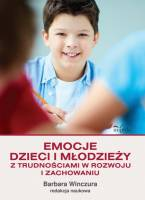 EMOCJE
DZIECI I MŁODZIEŻY
Z TRUDNOŚCIAMI W ROZWOJU
I ZACHOWANIU
Barbara Winczura
redakcja naukowa